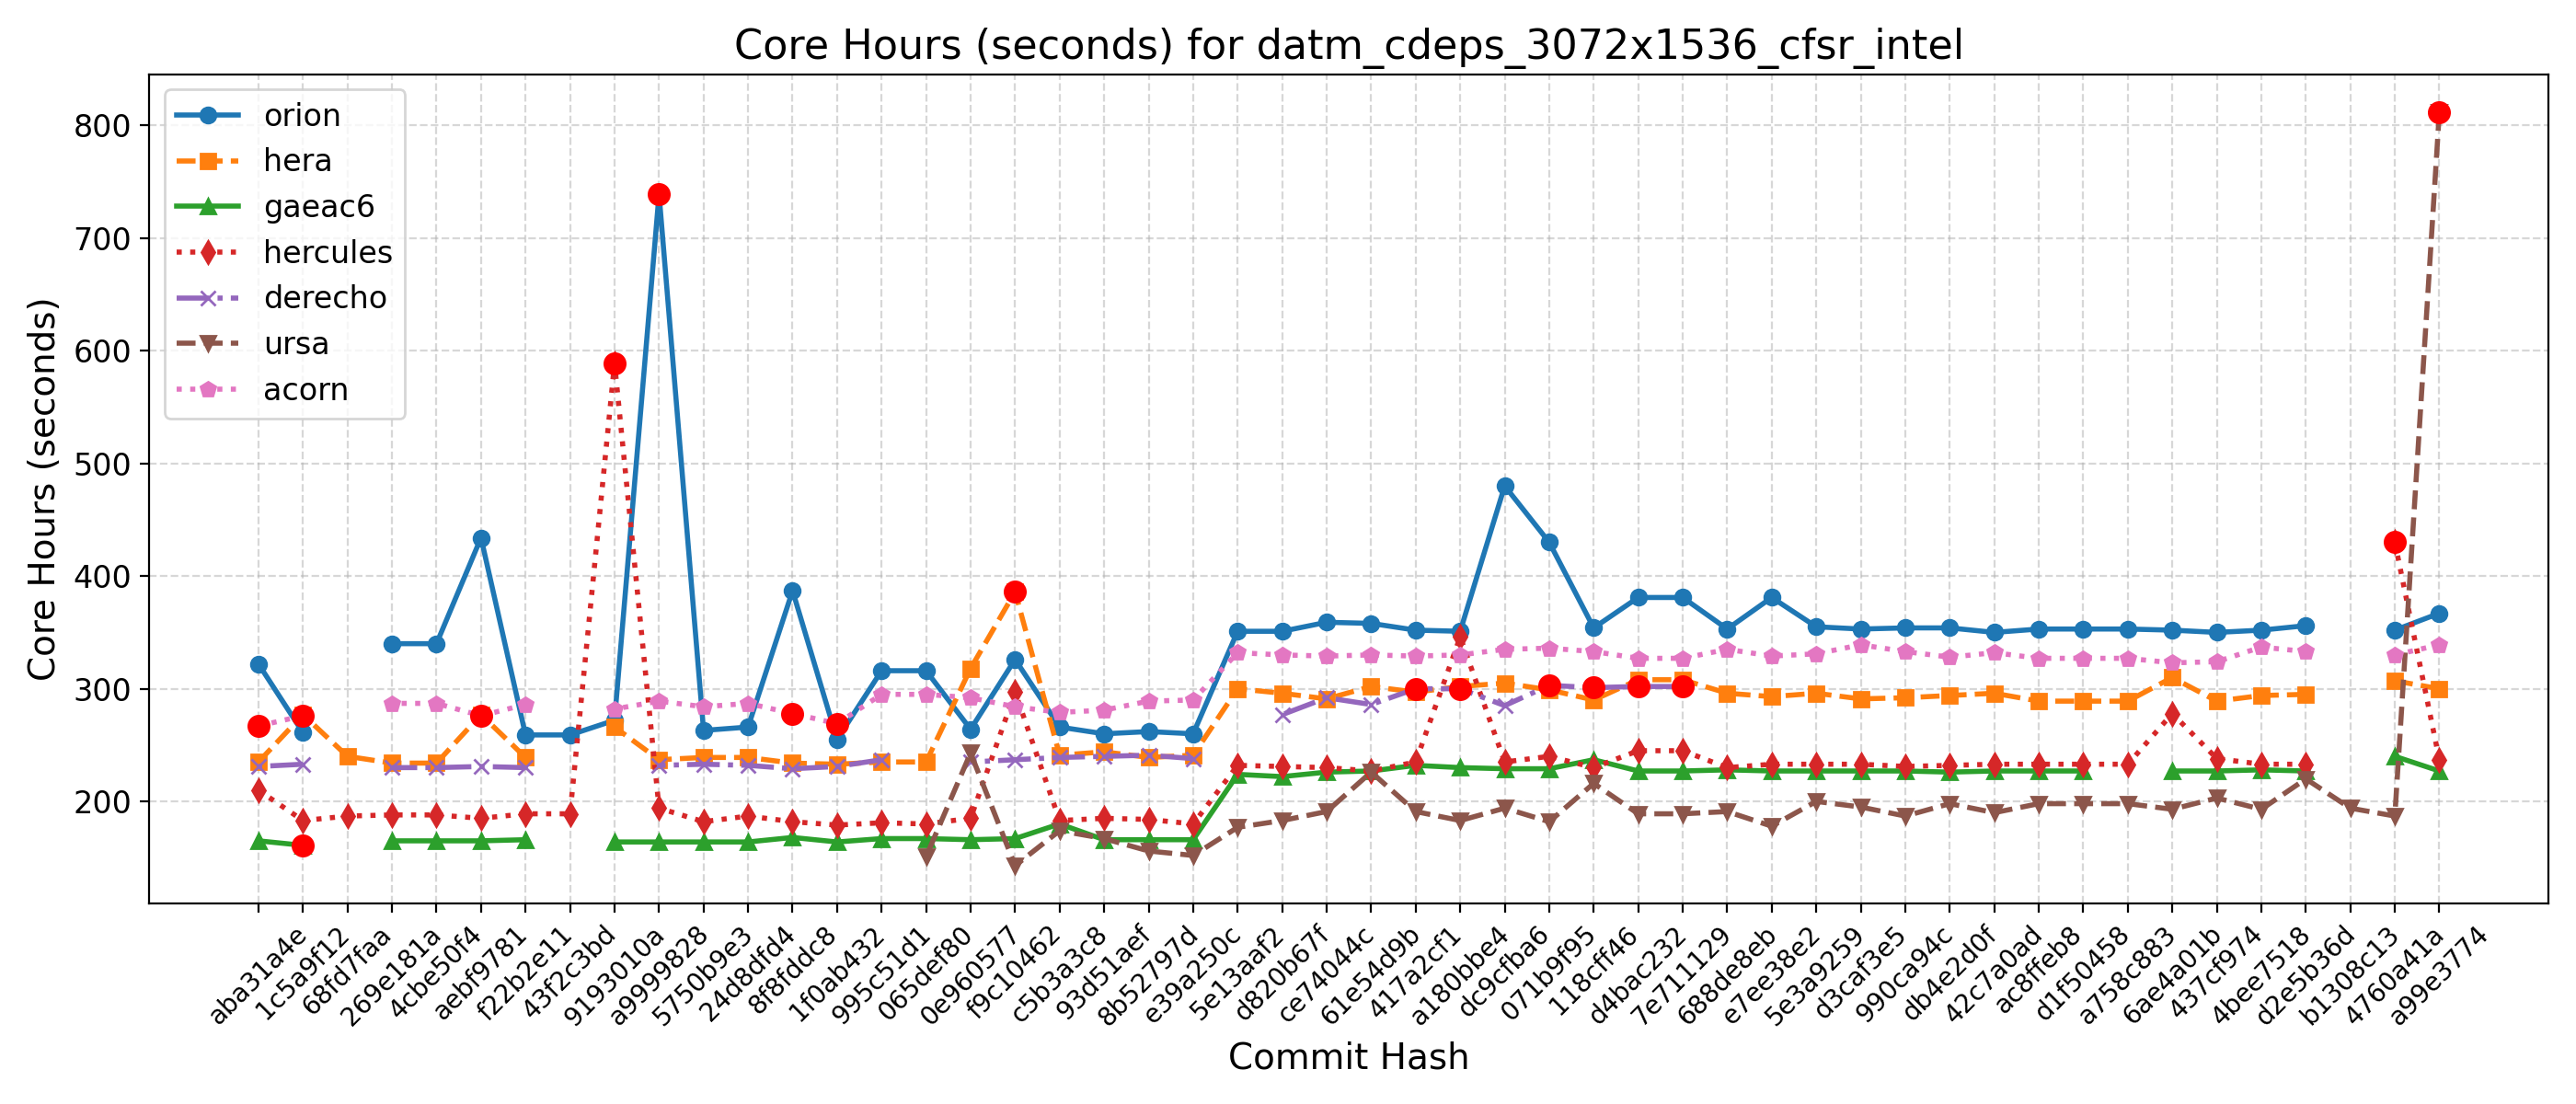 Core Hours (seconds) for datm_cdeps_3072x1536_cfsr_intel
orion
hera
gaeac6
hercules
derecho
ursa
acorn
Core Hours (seconds)
800
700
600
500
400
300
200
aba31a4e
1c5a9f12
68fd7faa
269e181a
4cbe50f4
aebf9781
f22b2e11
43f2c3bd
9193010a
a9999828
5750b9e3
24d8dfd4
8f8fddc8
1f0ab432
995c51d1
065def80
0e960577
f9c10462
c5b3a3c8
93d51aef
8b52797d
e39a250c
5e13aaf2
d820b67f
ce74044c
61e54d9b
417a2cf1
a180bbe4
dc9cfba6
071b9f95
118cff46
d4bac232
7e711129
688de8eb
e7ee38e2
5e3a9259
d3caf3e5
990ca94c
db4e2d0f
42c7a0ad
ac8ffeb8
d1f50458
a758c883
6ae4a01b
437cf974
4bee7518
d2e5b36d
b1308c13
4760a41a
a99e3774
Commit Hash